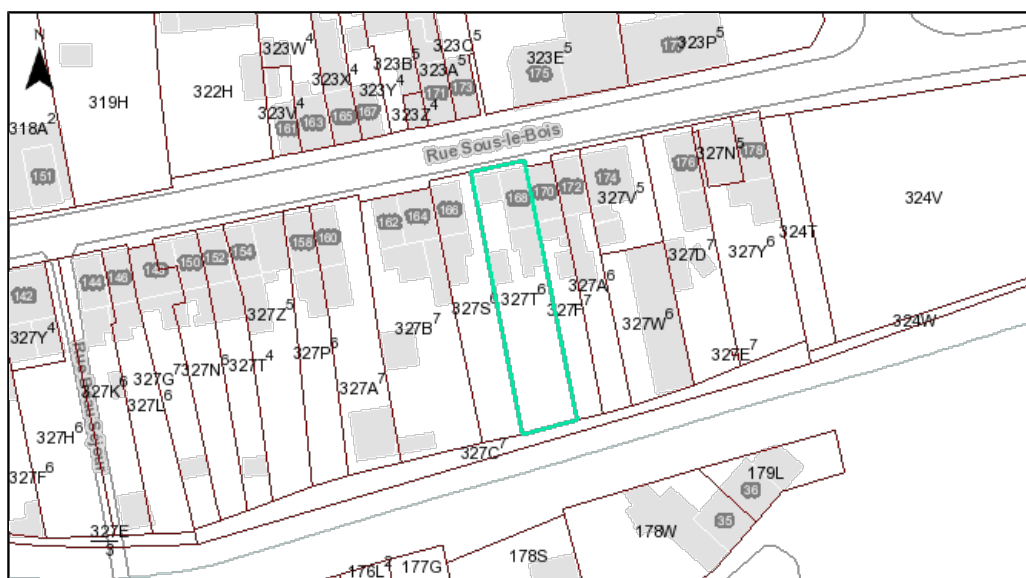 N
319H
318A²
151
322H
323W⁴
323V⁴
161
163
323X⁴
165
167
323Y⁴
323B⁵
323Z⁴
323A⁵
171
323C⁵
173
323E⁵
175
323P⁵
Rue Sous-le-Bois
142
327Y⁴
144
146
150
152
154
158
160
162
164
166
168
170
172
174
176
178
327N⁵
327V⁵
327D⁷
327Y⁶
324T
324V
324W
327Z⁵
327B⁷
327S⁶
327T⁶
327F⁷
327A⁶
327W⁶
327E⁷
327P⁶
327A⁷
327T⁴
327N⁶
327G⁷
327L⁶
327K⁶
Rue Beau Séjour
327H⁶
327F⁶
327E
3
327C⁷
176L²
177G
178S
178W
179L
36
35